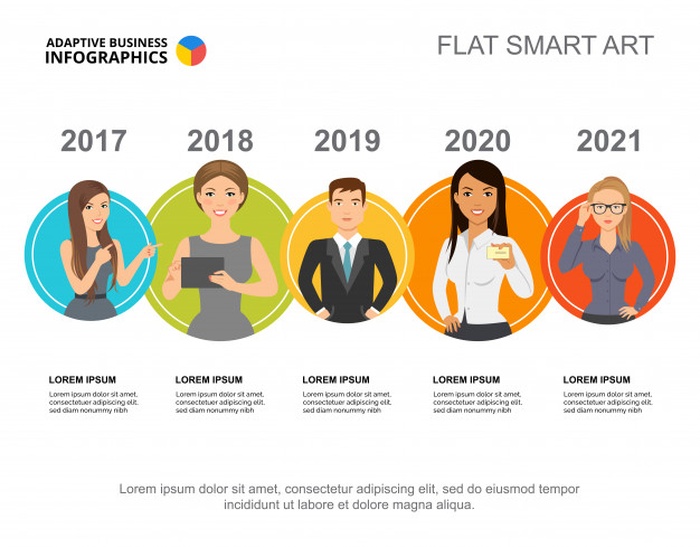 ADAPTIVE BUSINESS
INFOGRAPHICS
FLAT SMART ART
2017
2018
2019
2020
2021
LOREM IPSUM
Lorem ipsum dolor sit amet,
consectetuer adipiscing elit,
sed diam nonummy nibh
LOREM IPSUM
Lorem ipsum dolor sit amet,
consectetuer adipiscing elit,
sed diam nonummy nibh
LOREM IPSUM
Lorem ipsum dolor sit amet,
consectetuer adipiscing elit,
sed diam nonummy nibh
LOREM IPSUM
Lorem ipsum dolor sit amet,
consectetuer adipiscing elit,
sed diam nonummy nibh
LOREM IPSUM
Lorem ipsum dolor sit amet,
consectetuer adipiscing elit,
sed diam nonummy nibh
Lorem ipsum dolor sit amet, consectetur adipiscing elit, sed do eiusmod tempor
incididunt ut labore et dolore magna aliqua.